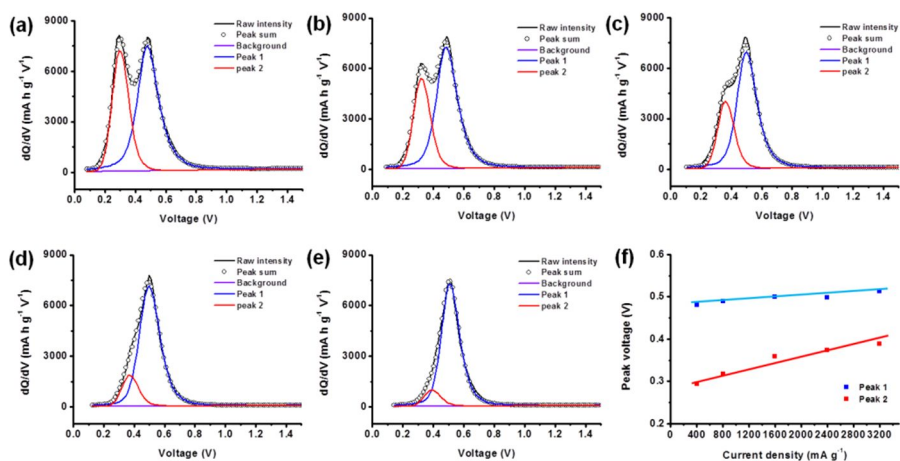 (a)
9000
6000
3000
0
dQ/dV (mA h g⁻¹ V⁻¹)
0.0 0.2 0.4 0.6 0.8 1.0 1.2 1.4
Voltage (V)
Raw intensity
Peak sum
Background
Peak 1
peak 2
(b)
9000
6000
3000
0
dQ/dV (mA h g⁻¹ V⁻¹)
0.0 0.2 0.4 0.6 0.8 1.0 1.2 1.4
Voltage (V)
Raw intensity
Peak sum
Background
Peak 1
peak 2
(c)
9000
6000
3000
0
dQ/dV (mA h g⁻¹ V⁻¹)
0.0 0.2 0.4 0.6 0.8 1.0 1.2 1.4
Voltage (V)
Raw intensity
Peak sum
Background
Peak 1
peak 2
(d)
9000
6000
3000
0
dQ/dV (mA h g⁻¹ V⁻¹)
0.0 0.2 0.4 0.6 0.8 1.0 1.2 1.4
Voltage (V)
Raw intensity
Peak sum
Background
Peak 1
peak 2
(e)
9000
6000
3000
0
dQ/dV (mA h g⁻¹ V⁻¹)
0.0 0.2 0.4 0.6 0.8 1.0 1.2 1.4
Voltage (V)
Raw intensity
Peak sum
Background
Peak 1
peak 2
(f)
0.6
0.5
0.4
0.3
0.2
Peak voltage (V)
400 800 1200 1600 2000 2400 2800 3200
Current density (mA g⁻¹)
Peak 1
Peak 2